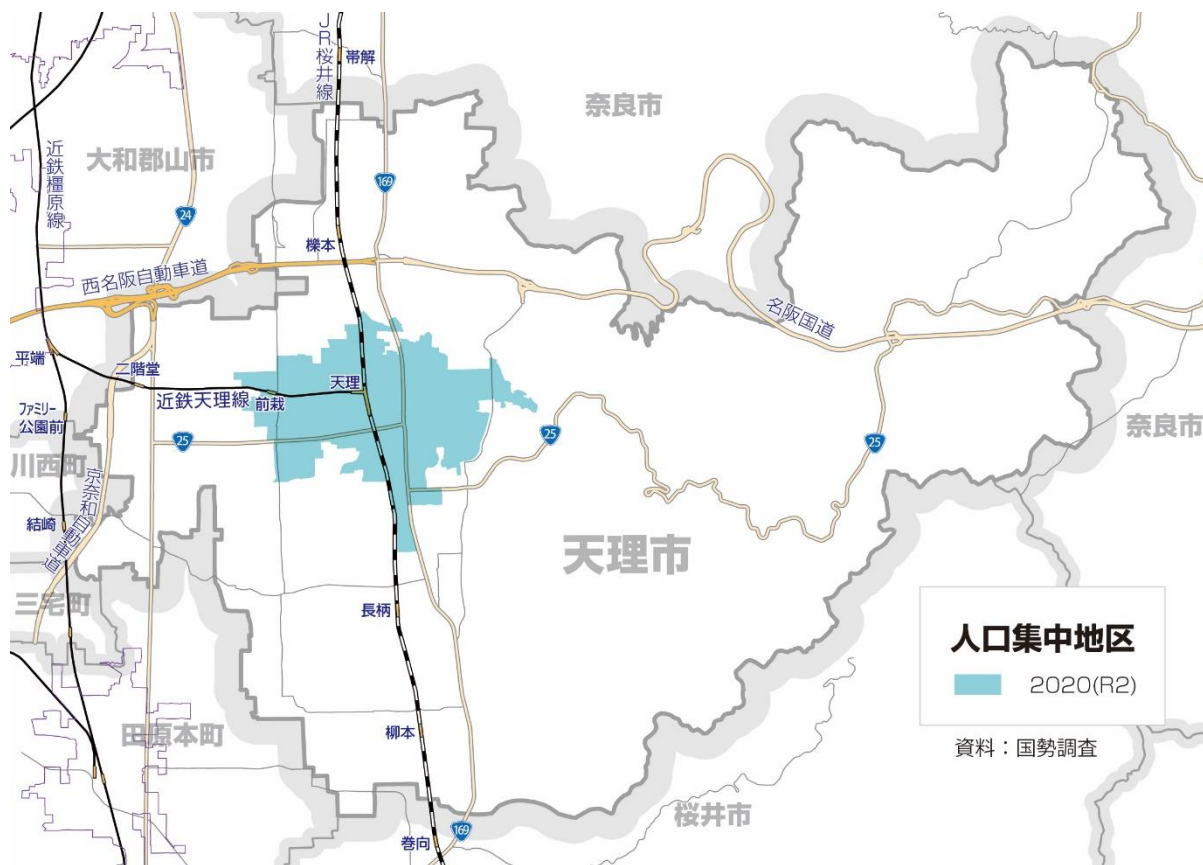 JR桜井線
帯解
奈良市
近鉄橿原線
大和郡山市
169
24
櫟本
西名阪自動車道
名阪国道
平端
二階堂
天理
近鉄天理線
前栽
ファミリー
公園前
25
25
25
奈良市
川西町
京奈和自動車道
結崎
天理市
三宅町
長柄
人口集中地区
2020(R2)
田原本町
柳本
資料：国勢調査
桜井市
巻向
169